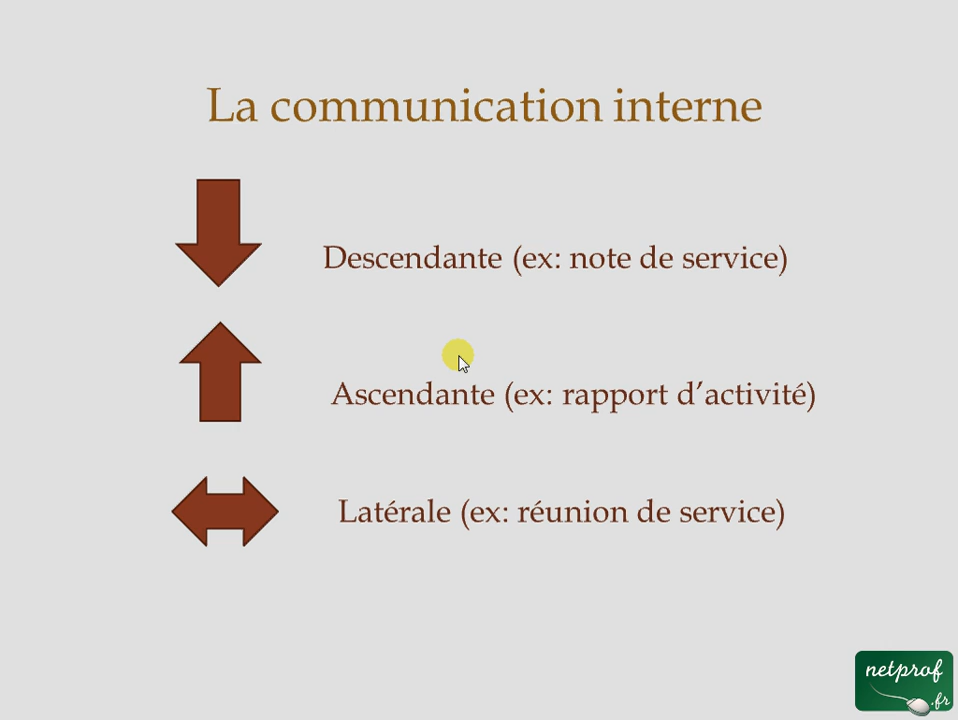 La communication interne
Descendante (ex: note de service)
Ascendante (ex: rapport d’activité)
Latérale (ex: réunion de service)
netprof
.fr